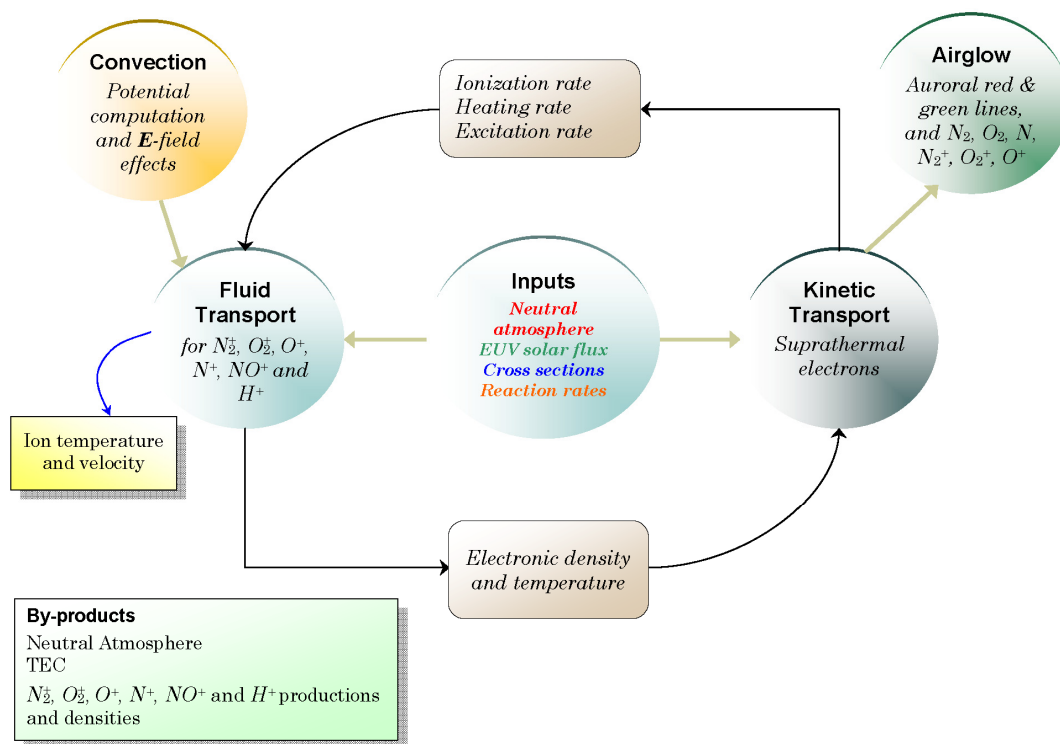 Convection
Potential
computation
and E-field
effects
Ionization rate
Heating rate
Excitation rate
Airglow
Auroral red &
green lines,
and N₂, O₂, N,
N₂⁺, O₂⁺, O⁺
Fluid
Transport
for N₂⁺, O₂⁺, O⁺,
N⁺, NO⁺ and
H⁺
Inputs
Neutral
atmosphere
EUV solar flux
Cross sections
Reaction rates
Kinetic
Transport
Suprathermal
electrons
Ion temperature
and velocity
Electronic density
and temperature
By-products
Neutral Atmosphere
TEC
N₂⁺, O₂⁺, O⁺, N⁺, NO⁺ and H⁺ productions
and densities